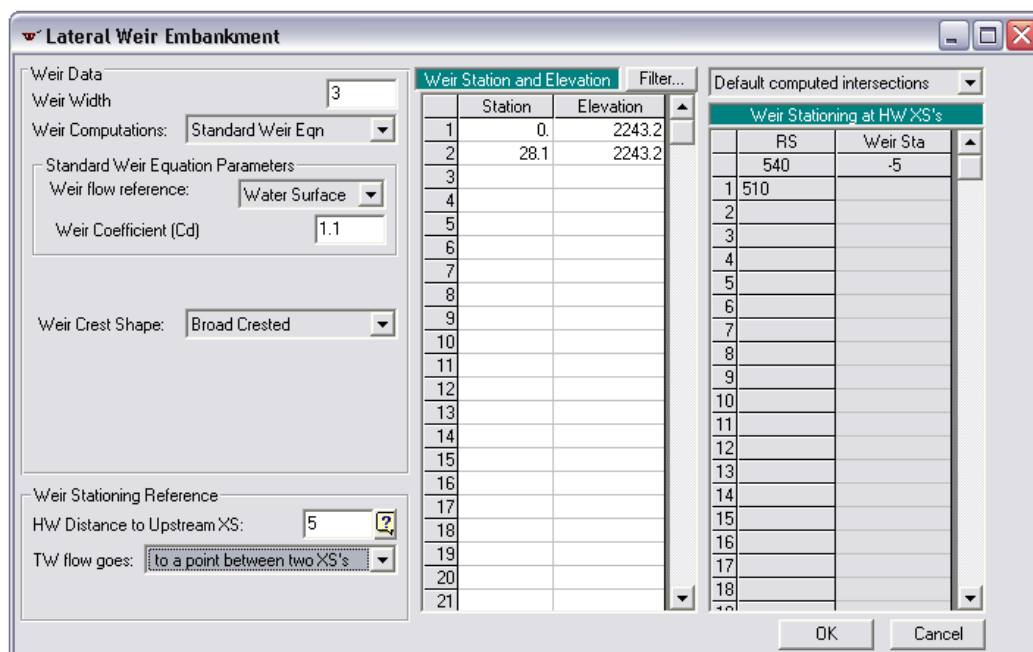 Lateral Weir Embankment
Weir Data
Weir Width 3
Weir Computations: Standard Weir Eqn
Standard Weir Equation Parameters
Weir flow reference: Water Surface
Weir Coefficient (Cd) 1.1
Weir Crest Shape: Broad Crested
Weir Stationing Reference
HW Distance to Upstream XS: 5 ?
TW flow goes: to a point between two XS's
Weir Station and Elevation Filter...
Station Elevation
1 0. 2243.2
2 28.1 2243.2
3
4
5
6
7
8
9
10
11
12
13
14
15
16
17
18
19
20
21
Default computed intersections
Weir Stationing at HW XS's
RS Weir Sta
540 -5
1 510
2
3
4
5
6
7
8
9
10
11
12
13
14
15
16
17
18
OK Cancel